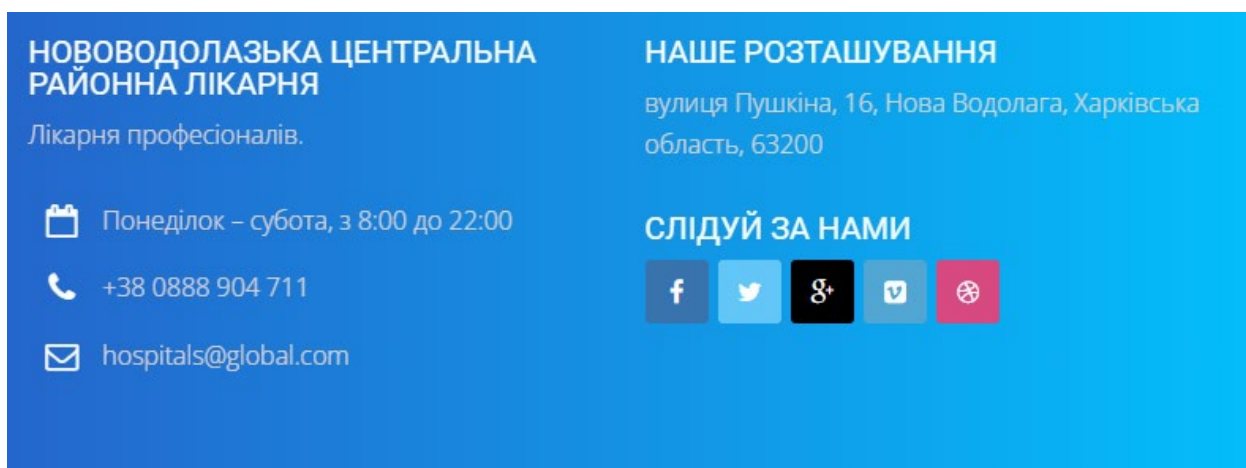 НОВОВОДОЛАЗЬКА ЦЕНТРАЛЬНА
РАЙОННА ЛІКАРНЯ
Лікарня професіоналів.
Понеділок – субота, з 8:00 до 22:00
+38 0888 904 711
hospitals@global.com
НАШЕ РОЗТАШУВАННЯ
вулиця Пушкіна, 16, Нова Водолага, Харківська
область, 63200
СЛІДУЙ ЗА НАМИ